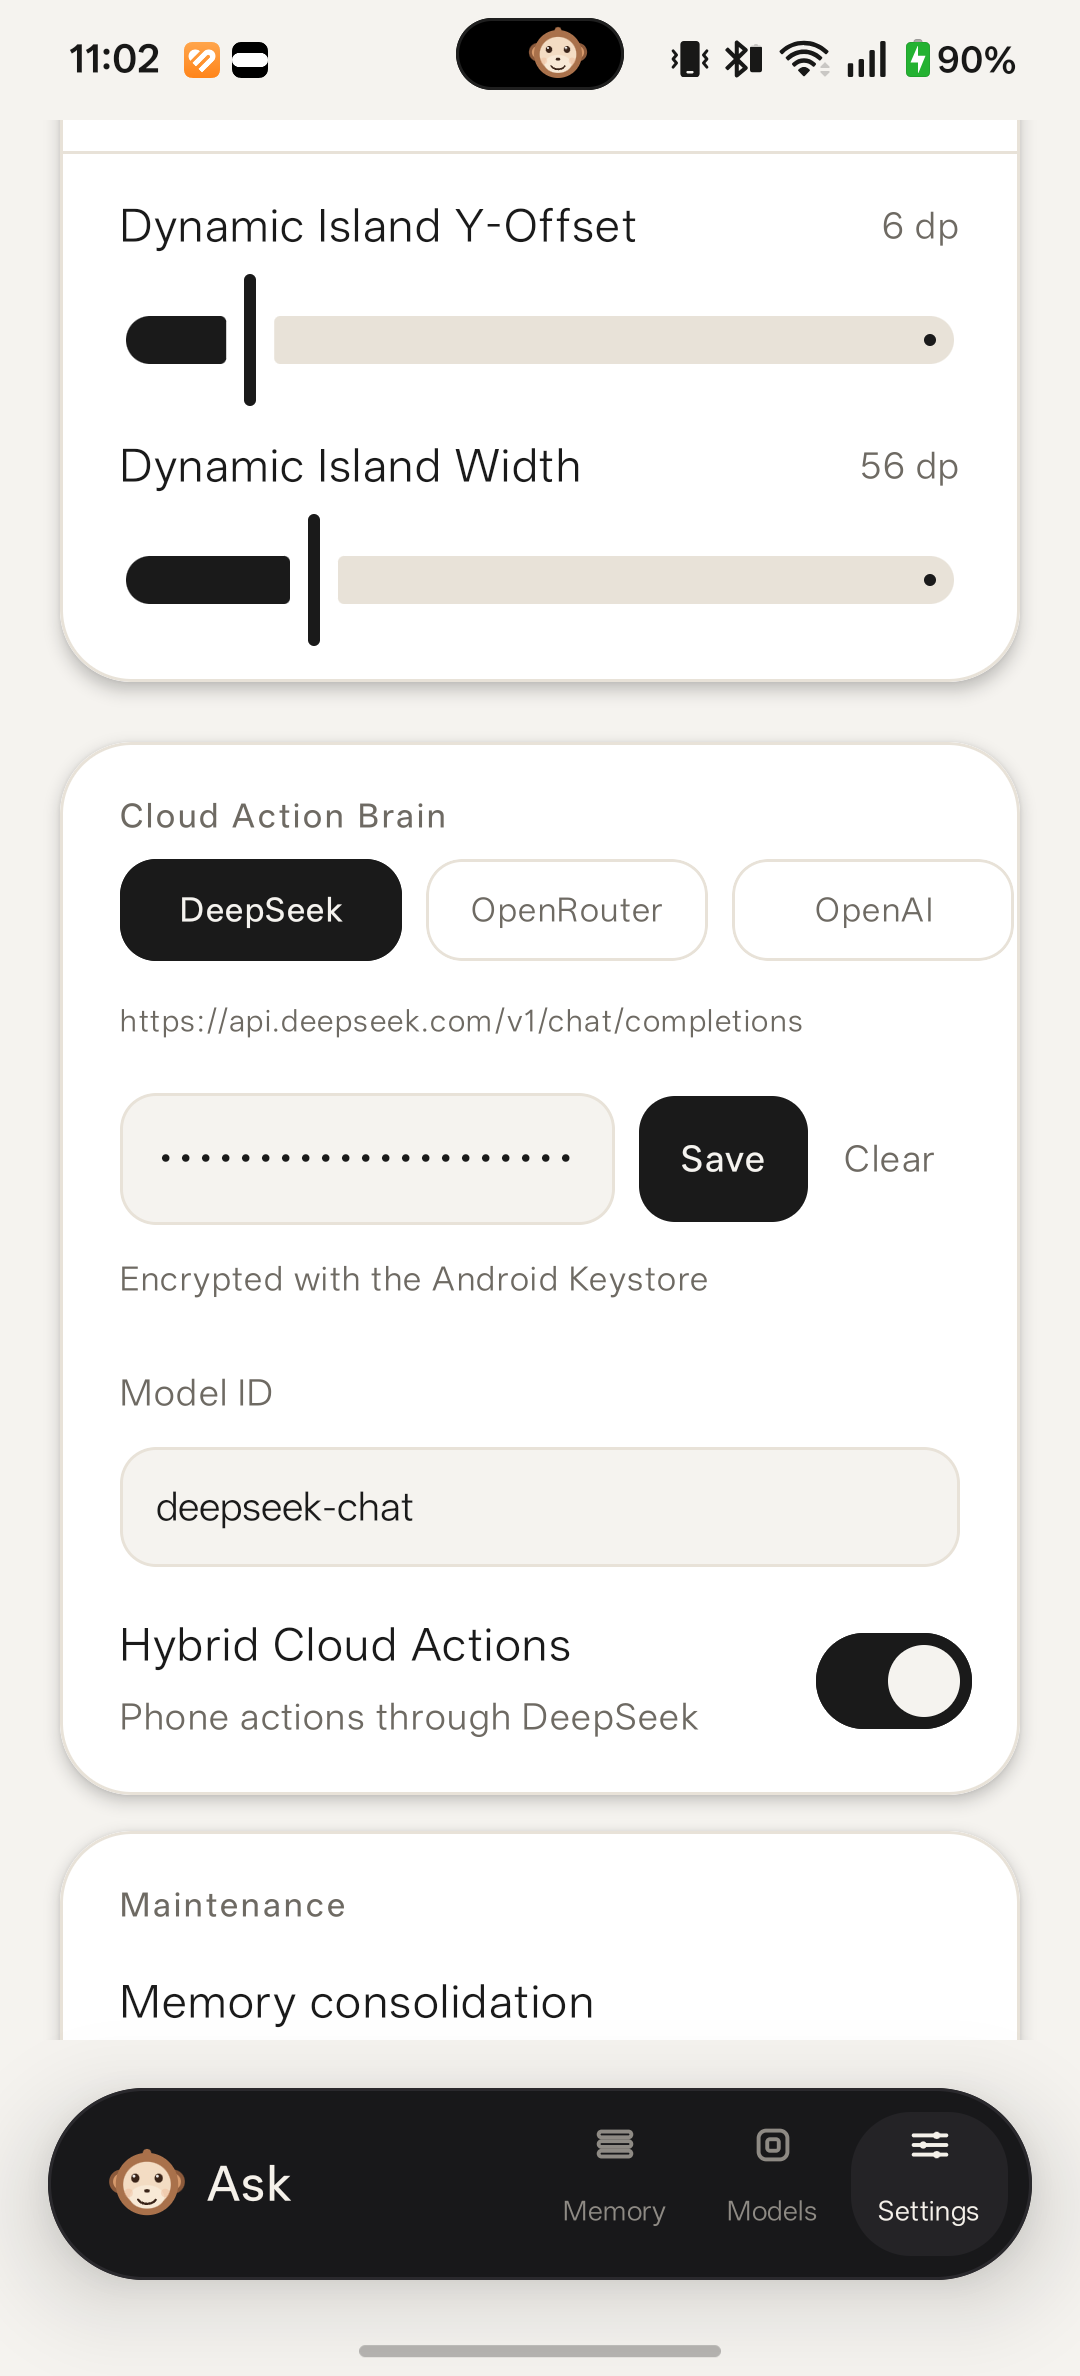 11:02
90%
Dynamic Island Y-Offset
6 dp
Dynamic Island Width
56 dp
Cloud Action Brain
DeepSeek
OpenRouter
OpenAI
https://api.deepseek.com/v1/chat/completions
Save
Clear
Encrypted with the Android Keystore
Model ID
deepseek-chat
Hybrid Cloud Actions
Phone actions through DeepSeek
Maintenance
Memory consolidation
Ask
Memory
Models
Settings